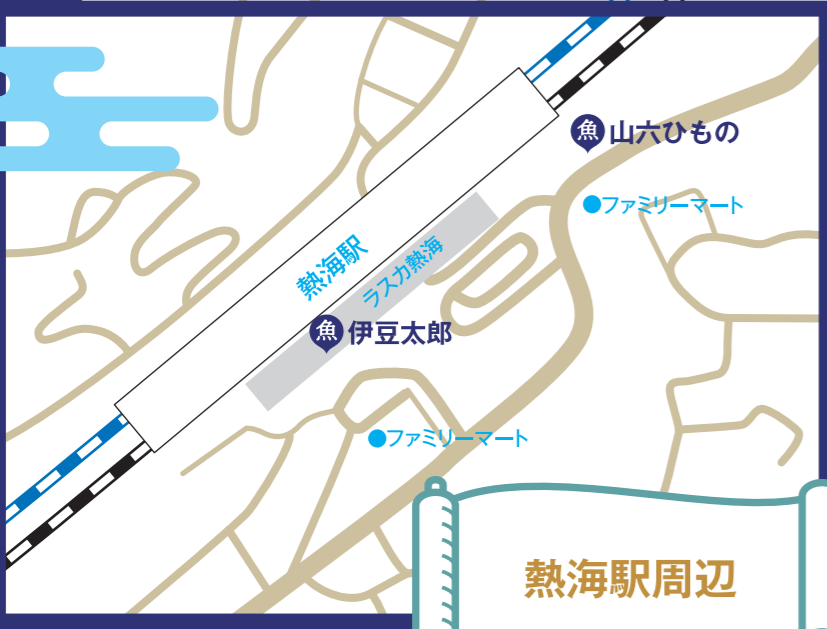 魚 山六ひもの
ファミリーマート
熱海駅
ラスカ熱海
魚 伊豆太郎
ファミリーマート
熱海駅周辺